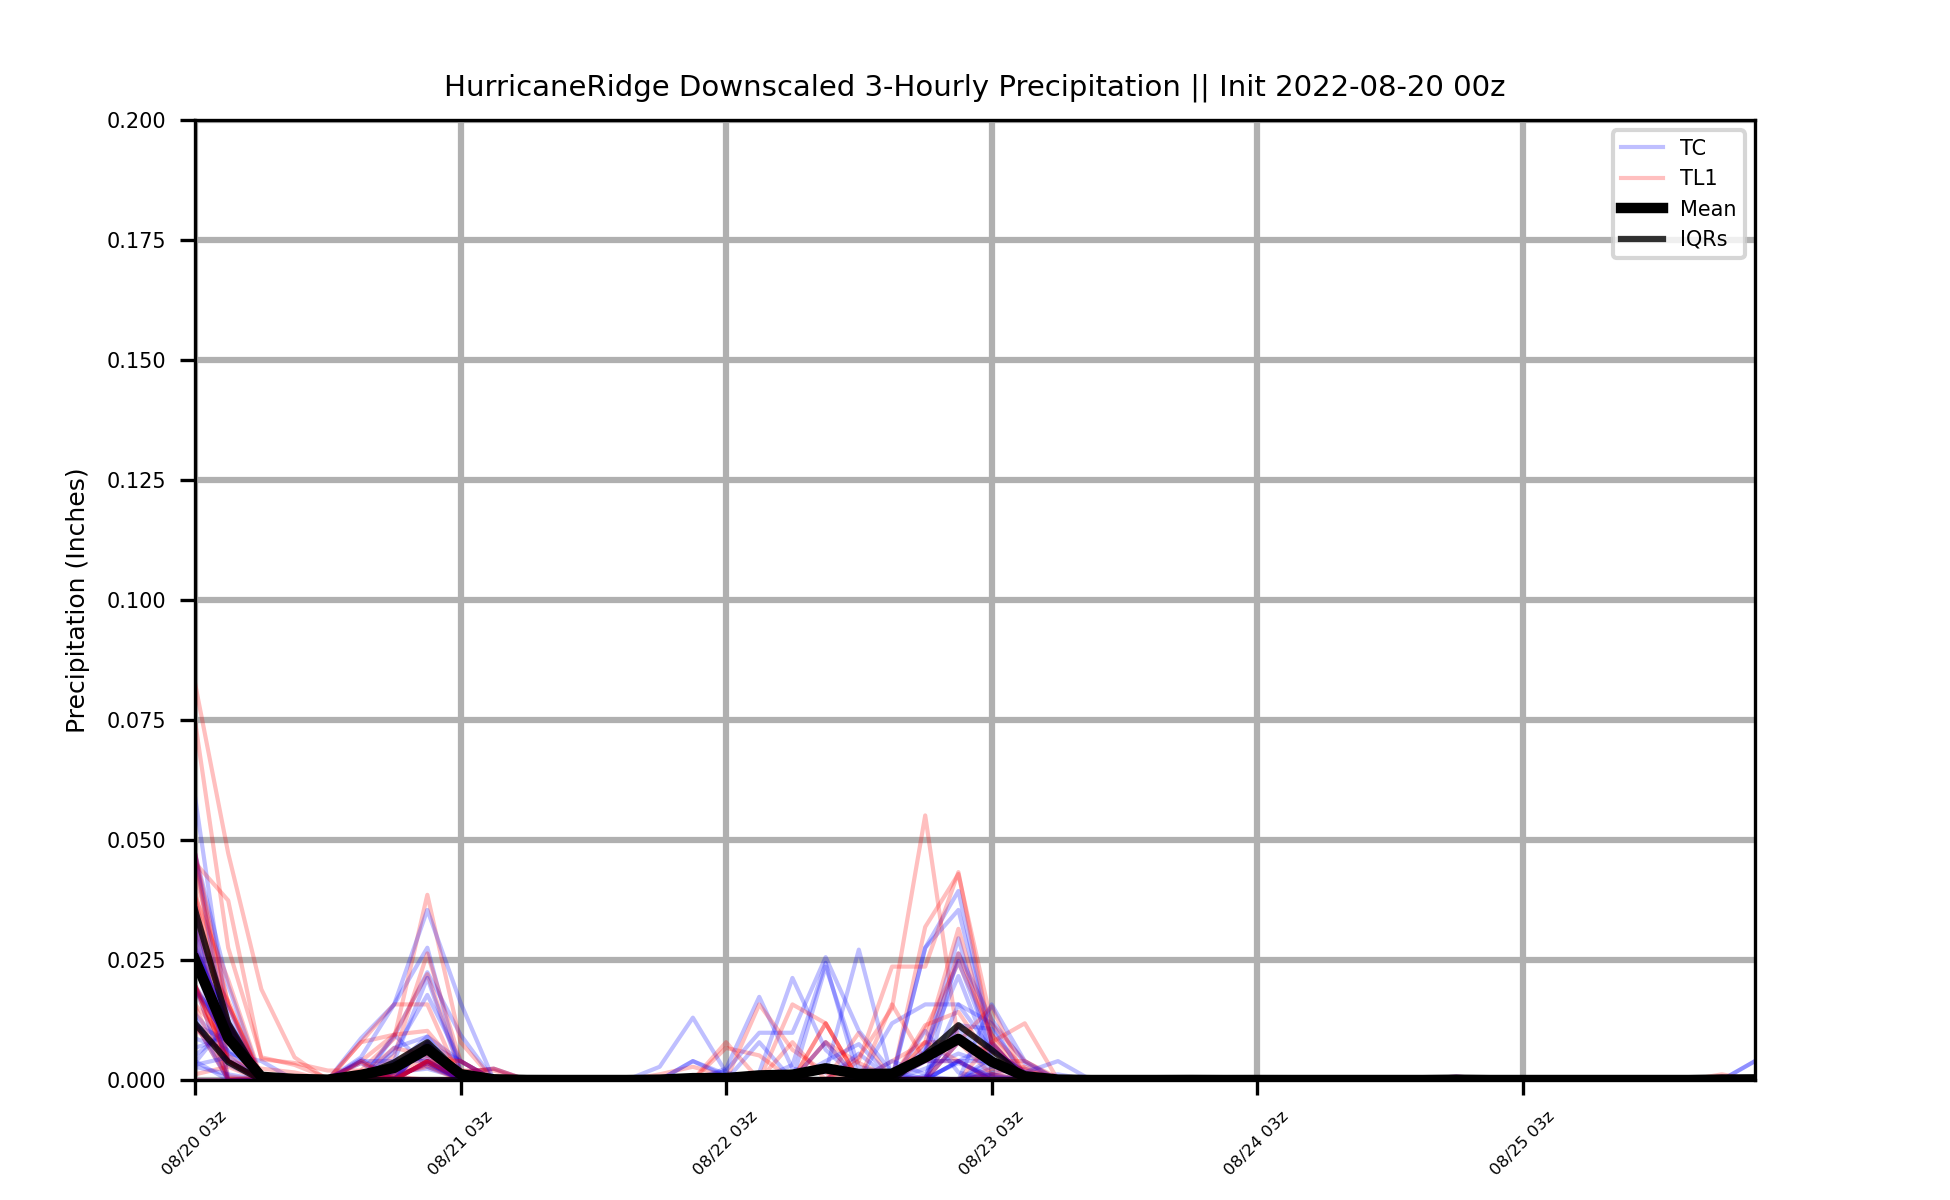 HurricaneRidge Downscaled 3-Hourly Precipitation || Init 2022-08-20 00z
0.200
0.175
0.150
0.125
0.100
0.075
0.050
0.025
0.000
Precipitation (Inches)
TC
TL1
Mean
IQRs
08/20 03z
08/21 03z
08/22 03z
08/23 03z
08/24 03z
08/25 03z